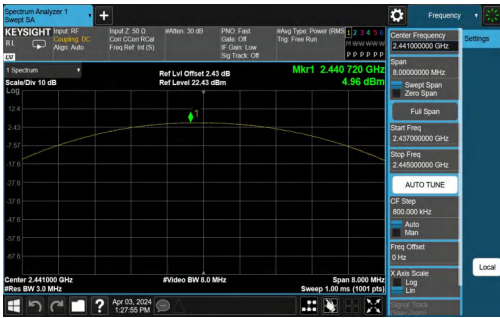 Spectrum Analyzer 1
Swept SA
+
Frequency
KEYSIGHT
RL
Input: RF
Coupling: DC
Align: Auto
Input Z: 50 Ω
Corr CCorr RCal
Freq Ref: Int (S)
#Atten: 30 dB
PNO: Fast
Gate: Off
IF Gain: Low
Sig Track: Off
#Avg Type: Power (RMS
Trig: Free Run
1 2 3 4 5 6
M W W W W W
P P P P P P
LV
Center Frequency
2.441000000 GHz
Settings
1 Spectrum
Scale/Div 10 dB
Log
Ref Lvl Offset 2.43 dB
Ref Level 22.43 dBm
Mkr1 2.440 720 GHz
4.96 dBm
Span
8.00000000 MHz
Swept Span
Zero Span
Full Span
Start Freq
2.437000000 GHz
Stop Freq
2.445000000 GHz
AUTO TUNE
CF Step
800.000 kHz
Auto
Man
Freq Offset
0 Hz
X Axis Scale
Log
Lin
Signal Track
Local
12.4
2.43
-7.57
-17.6
-27.6
-37.6
-47.6
-57.6
-67.6
1
Center 2.441000 GHz
#Res BW 3.0 MHz
#Video BW 8.0 MHz
Span 8.000 MHz
Sweep 1.00 ms (1001 pts)
?
Apr 03, 2024
1:27:55 PM